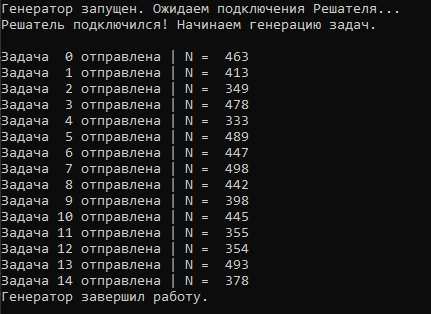 Генератор запущен. Ожидаем подключения Решателя...
Решатель подключился! Начинаем генерацию задач.
Задача  0 отправлена | N =  463
Задача  1 отправлена | N =  413
Задача  2 отправлена | N =  349
Задача  3 отправлена | N =  478
Задача  4 отправлена | N =  333
Задача  5 отправлена | N =  489
Задача  6 отправлена | N =  447
Задача  7 отправлена | N =  498
Задача  8 отправлена | N =  442
Задача  9 отправлена | N =  398
Задача 10 отправлена | N =  445
Задача 11 отправлена | N =  355
Задача 12 отправлена | N =  354
Задача 13 отправлена | N =  493
Задача 14 отправлена | N =  378
Генератор завершил работу.